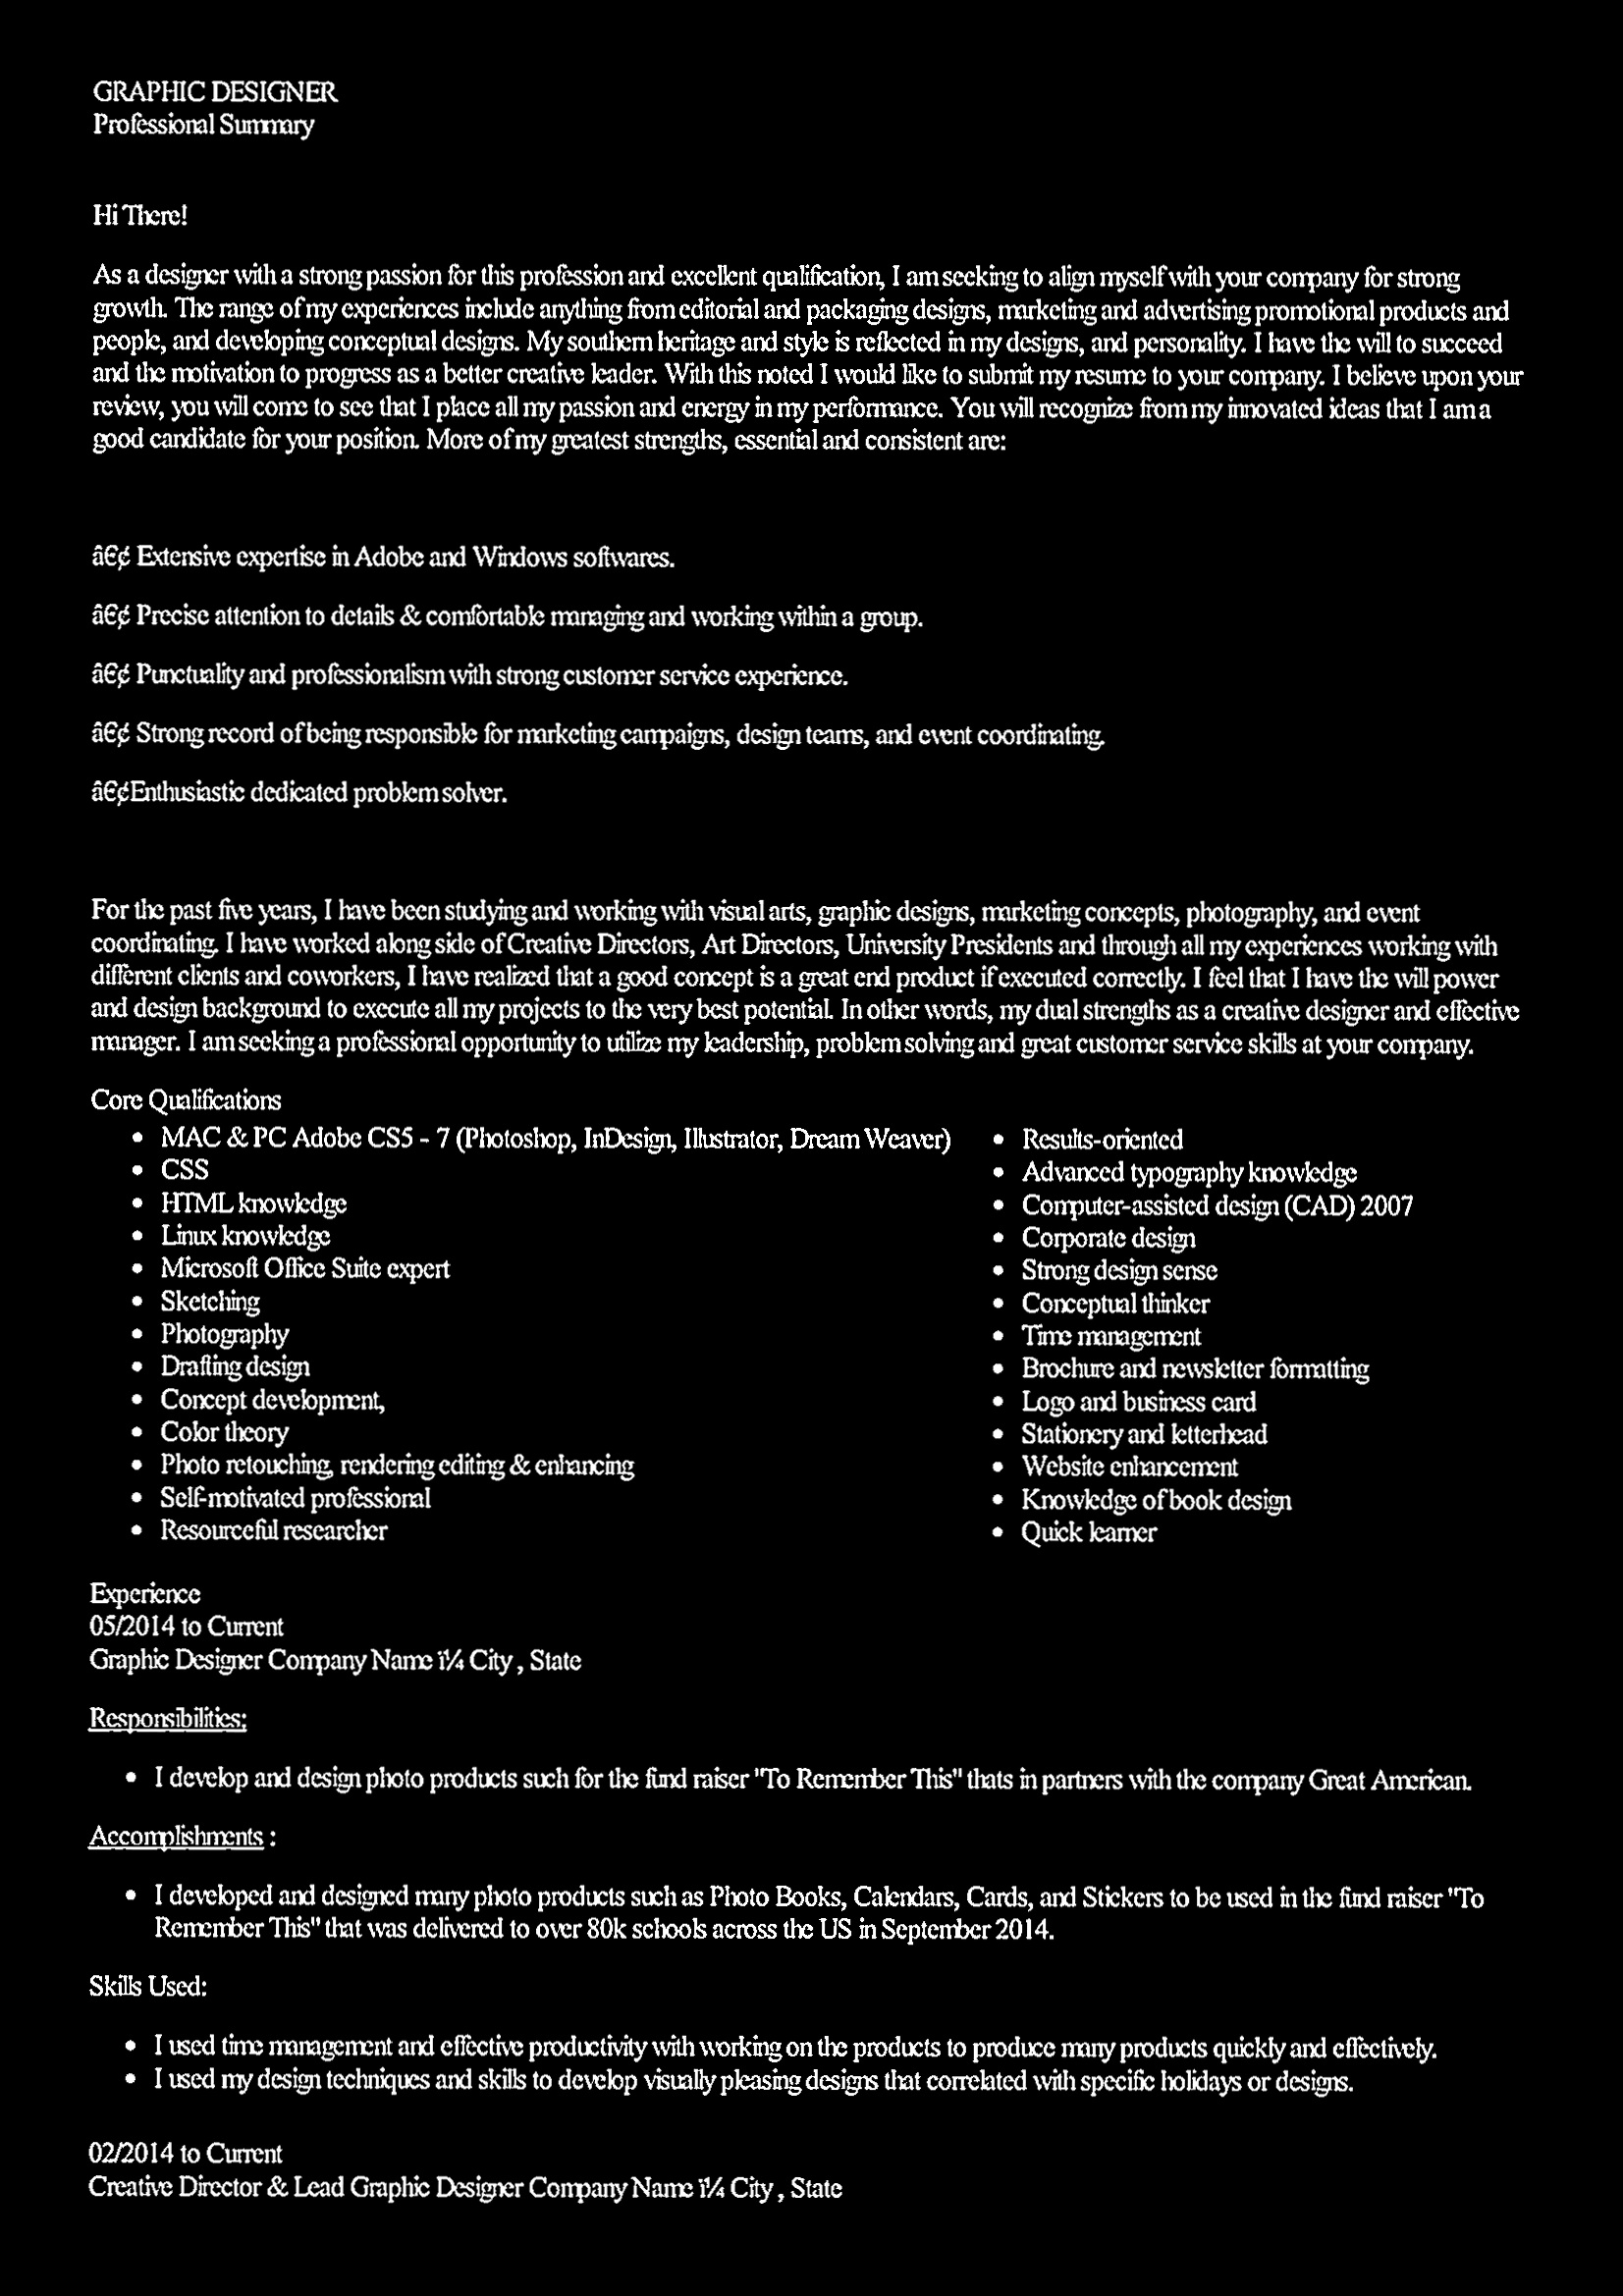 GRAPHIC DESIGNER
Professional Summary
Hi There!
As a designer with a strong passion for this profession and excellent qualification, I am seeking to align myself with your company for strong
growth. The range of my experiences include anything from editorial and packaging designs, marketing and advertising promotional products and
people, and developing conceptual designs. My southern heritage and style is reflected in my designs, and personality. I have the will to succeed
and the motivation to progress as a better creative leader. With this noted I would like to submit my resume to your company. I believe upon your
review, you will come to see that I place all my passion and energy in my performance. You will recognize from my innovated ideas that I am a
good candidate for your position. More of my greatest strengths, essential and consistent are:
â€¢ Extensive expertise in Adobe and Windows softwares.
â€¢ Precise attention to details & comfortable managing and working within a group.
â€¢ Punctuality and professionalism with strong customer service experience.
â€¢ Strong record of being responsible for marketing campaigns, design teams, and event coordinating.
â€¢Enthusiastic dedicated problem solver.
For the past five years, I have been studying and working with visual arts, graphic designs, marketing concepts, photography, and event
coordinating. I have worked along side of Creative Directors, Art Directors, University Presidents and through all my experiences working with
different clients and coworkers, I have realized that a good concept is a great end product if executed correctly. I feel that I have the will power
and design background to execute all my projects to the very best potential. In other words, my dual strengths as a creative designer and effective
manager. I am seeking a professional opportunity to utilize my leadership, problem solving and great customer service skills at your company.
Core Qualifications
• MAC & PC Adobe CS5 - 7 (Photoshop, InDesign, Illustrator, Dream Weaver)
• CSS
• HTML knowledge
• Linux knowledge
• Microsoft Office Suite expert
• Sketching
• Photography
• Drafting design
• Concept development,
• Color theory
• Photo retouching, rendering editing & enhancing
• Self-motivated professional
• Resourceful researcher
• Results-oriented
• Advanced typography knowledge
• Computer-assisted design (CAD) 2007
• Corporate design
• Strong design sense
• Conceptual thinker
• Time management
• Brochure and newsletter formatting
• Logo and business card
• Stationery and letterhead
• Website enhancement
• Knowledge of book design
• Quick learner
Experience
05/2014 to Current
Graphic Designer Company Name ï¼ City , State
Responsibilities:
• I develop and design photo products such for the fund raiser "To Remember This" thats in partners with the company Great American.
Accomplishments :
• I developed and designed many photo products such as Photo Books, Calendars, Cards, and Stickers to be used in the fund raiser "To
Remember This" that was delivered to over 80k schools across the US in September 2014.
Skills Used:
• I used time management and effective productivity with working on the products to produce many products quickly and effectively.
• I used my design techniques and skills to develop visually pleasing designs that correlated with specific holidays or designs.
02/2014 to Current
Creative Director & Lead Graphic Designer Company Name ï¼ City , State